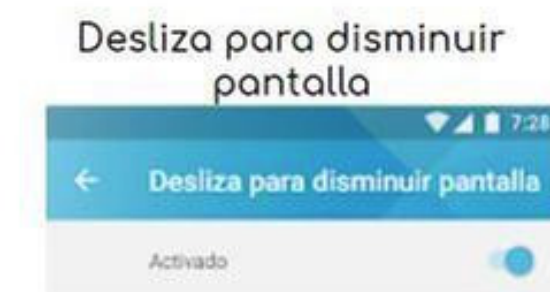 Desliza para disminuir
pantalla
7:28
Desliza para disminuir pantalla
Activado